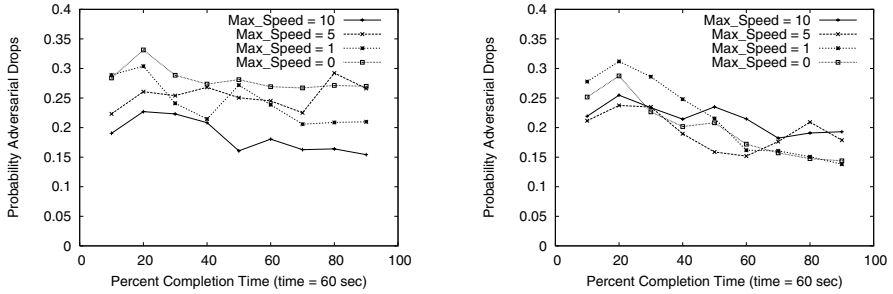 0.4
0.35
0.3
0.25
0.2
0.15
0.1
0.05
0
Probability Adversarial Drops
Max_Speed = 10
Max_Speed = 5
Max_Speed = 1
Max_Speed = 0
0 20 40 60 80 100
Percent Completion Time (time = 60 sec)
0.4
0.35
0.3
0.25
0.2
0.15
0.1
0.05
0
Probability Adversarial Drops
Max_Speed = 10
Max_Speed = 5
Max_Speed = 1
Max_Speed = 0
0 20 40 60 80 100
Percent Completion Time (time = 60 sec)